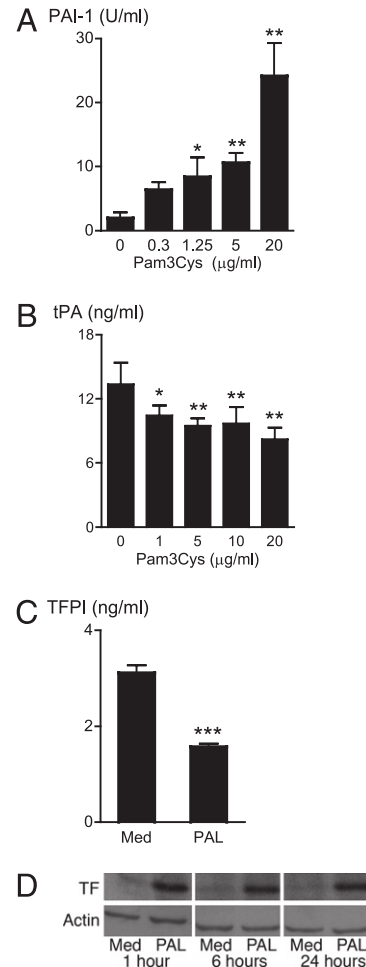 A PAI-1 (U/ml)
30
20
10
0
* ** **
0 0.3 1.25 5 20
Pam3Cys (μg/ml)
B tPA (ng/ml)
18
12
6
0
* ** ** **
0 1 5 10 20
Pam3Cys (μg/ml)
C TFPI (ng/ml)
4
2
0
***
Med PAL
D
TF
Actin
Med PAL Med PAL Med PAL
1 hour 6 hours 24 hours